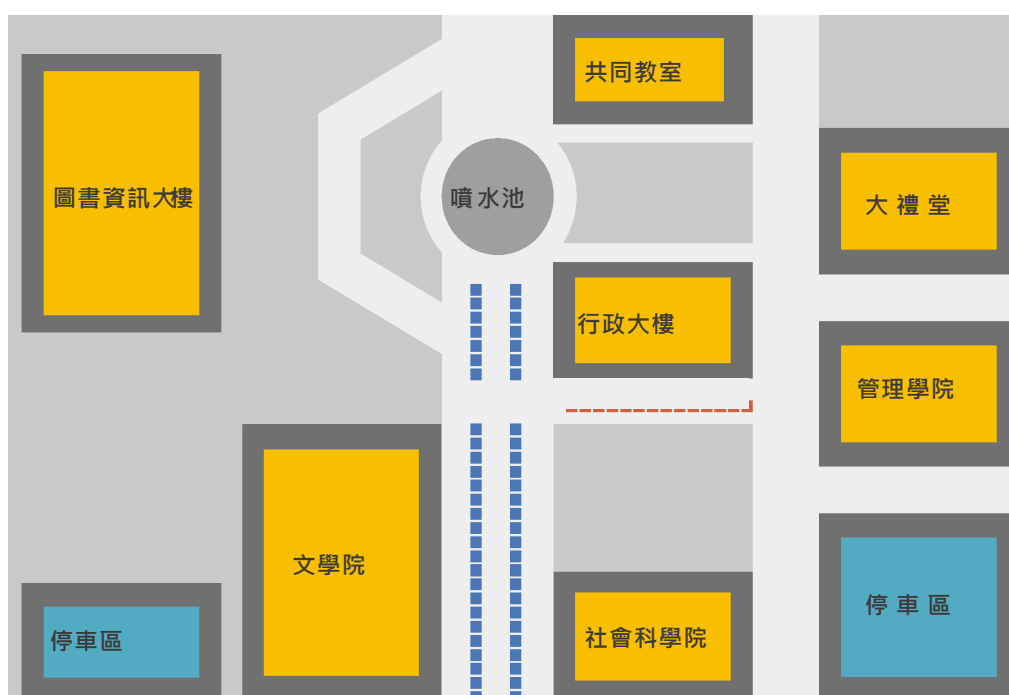 共同教室
圖書資訊大樓
噴水池
大禮堂
行政大樓
管理學院
文學院
停車區
停車區
社會科學院